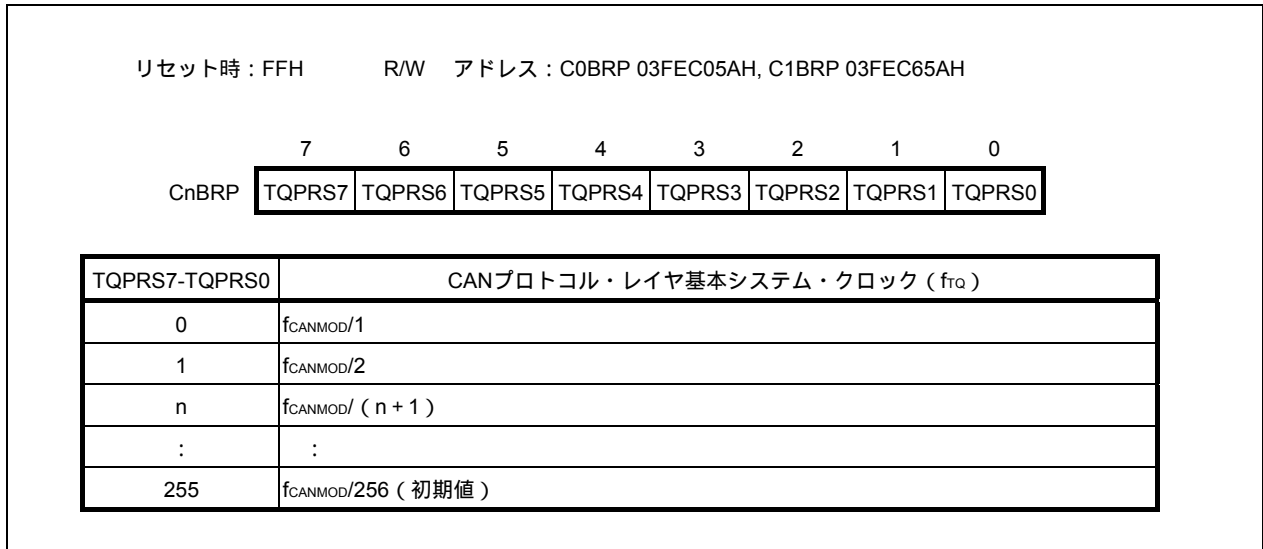 リセット時：FFH R/W アドレス：C0BRP 03FEC05AH, C1BRP 03FEC65AH
7 6 5 4 3 2 1 0
CnBRP TQPRS7 TQPRS6 TQPRS5 TQPRS4 TQPRS3 TQPRS2 TQPRS1 TQPRS0
TQPRS7-TQPRS0 CANプロトコル・レイヤ基本システム・クロック（fTQ）
0 fCANMOD/1
1 fCANMOD/2
n fCANMOD/（n＋1）
： ：
255 fCANMOD/256（初期値）